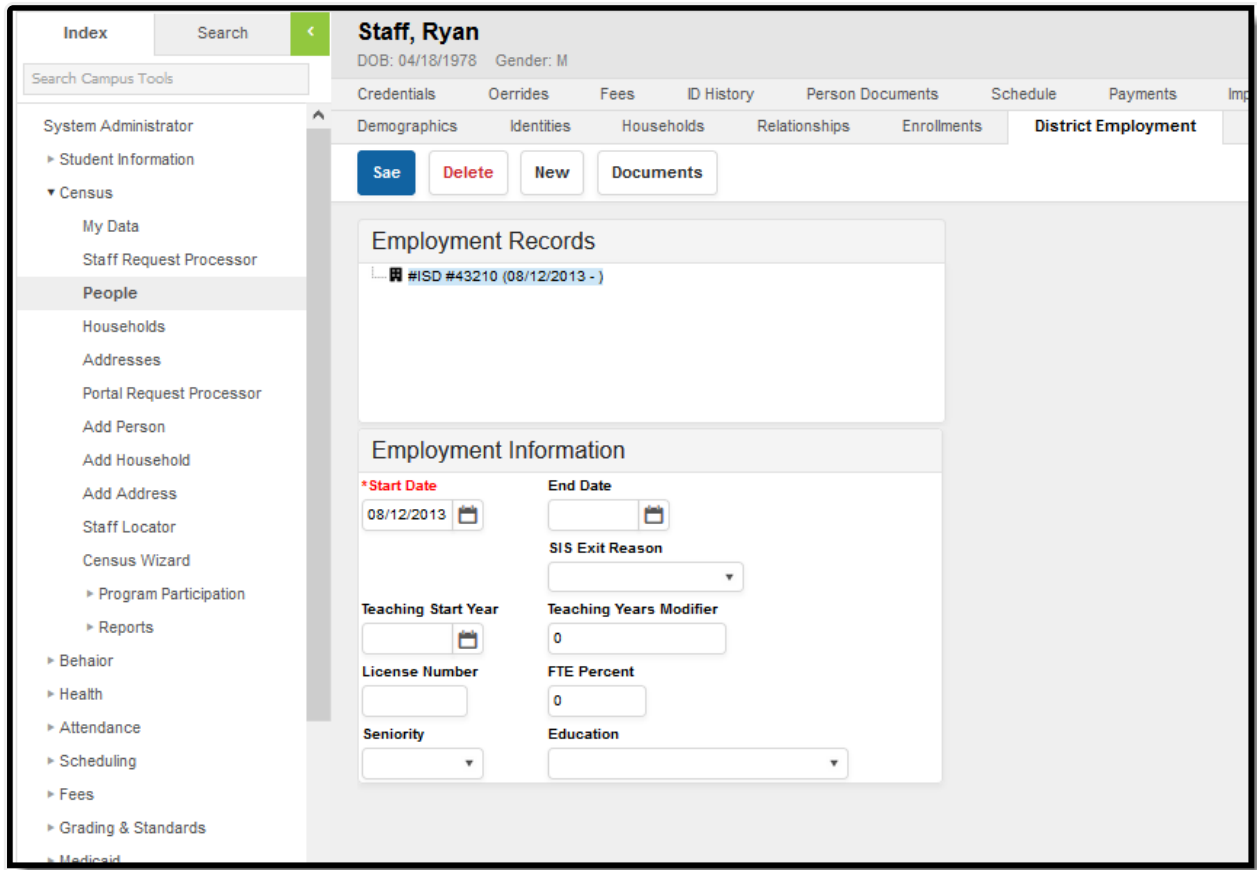 Index Search
Search Campus Tools
System Administrator
Student Information
Census
My Data
Staff Request Processor
People
Households
Addresses
Portal Request Processor
Add Person
Add Household
Add Address
Staff Locator
Census Wizard
Program Participation
Reports
Behaior
Health
Attendance
Scheduling
Fees
Grading & Standards
Medicaid
Staff, Ryan
DOB: 04/18/1978 Gender: M
Credentials Oerrides Fees ID History Person Documents Schedule Payments Imp
Demographics Identities Households Relationships Enrollments District Employment
Sae Delete New Documents
Employment Records
#ISD #43210 (08/12/2013 - )
Employment Information
*Start Date End Date
08/12/2013
SIS Exit Reason
Teaching Start Year Teaching Years Modifier
0
License Number FTE Percent
0
Seniority Education